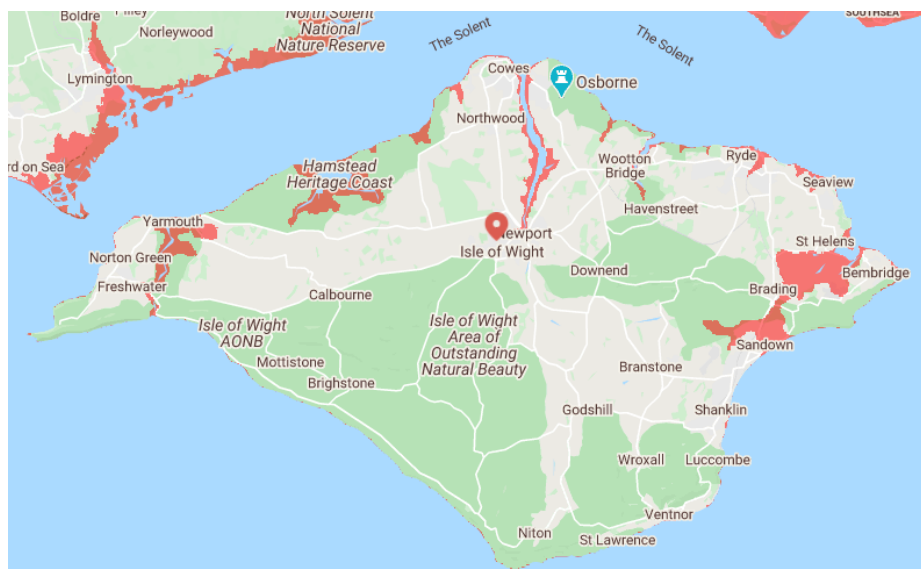 Boldre
Pilley
Norleywood
North Solent
National
Nature Reserve
The Solent
The Solent
SOUTHSEA
Lymington
Cowes
Osborne
rd on Sea
Northwood
Hamstead
Heritage Coast
Wootton
Bridge
Ryde
Seaview
Yarmouth
Havenstreet
Newport
Isle of Wight
St Helens
Norton Green
Downend
Bembridge
Freshwater
Calbourne
Brading
Isle of Wight
AONB
Isle of Wight
Area of
Outstanding
Natural Beauty
Sandown
Mottistone
Branstone
Brighstone
Godshill
Shanklin
Wroxall
Luccombe
Ventnor
Niton
St Lawrence